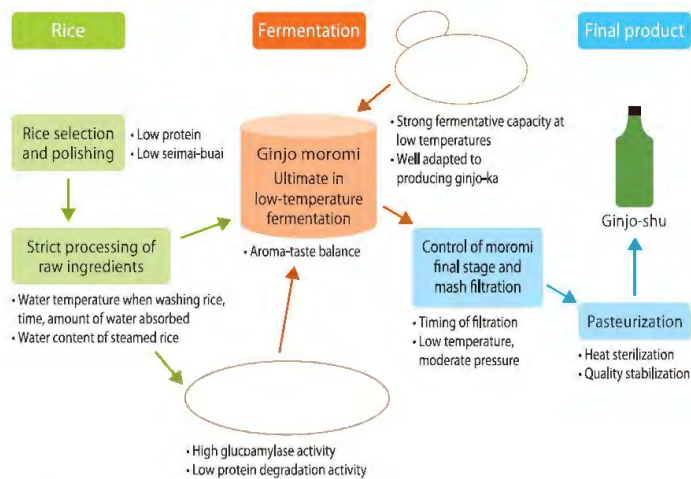 Rice
Fermentation
Final product
Rice selection
and polishing
• Low protein
• Low seimai-buai
Ginjo moromi
Ultimate in
low-temperature
fermentation
• Aroma-taste balance
• Strong fermentative capacity at
low temperatures
• Well adapted to
producing ginjo-ka
Ginjo-shu
Strict processing of
raw ingredients
• Water temperature when washing rice,
time, amount of water absorbed
• Water content of steamed rice
Control of moromi
final stage and
mash filtration
• Timing of filtration
• Low temperature,
moderate pressure
Pasteurization
• Heat sterilization
• Quality stabilization
• High glucoamylase activity
• Low protein degradation activity